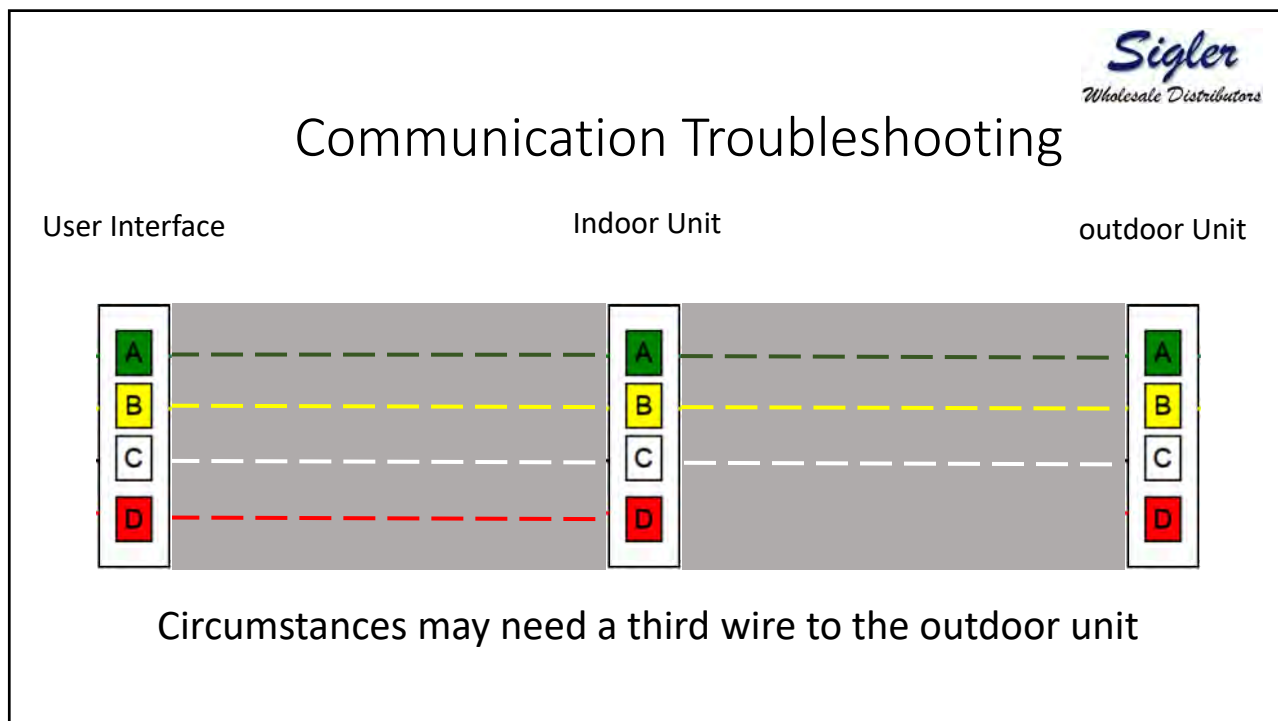 Sigler
Wholesale Distributors
Communication Troubleshooting
User Interface
Indoor Unit
outdoor Unit
A A A
B B B
C C C
D D D
Circumstances may need a third wire to the outdoor unit